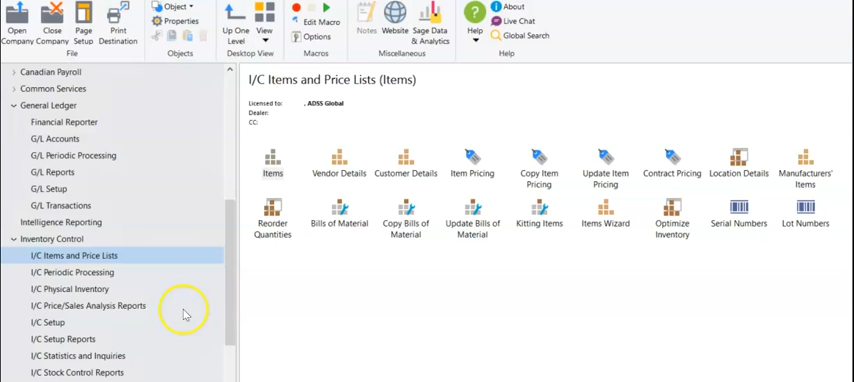 Open Company
Close Company
Page Setup
Print Destination
File
Object
Properties
Objects
Up One Level
View
Desktop View
Edit Macro
Options
Macros
Notes
Website
Sage Data & Analytics
Miscellaneous
Help
About
Live Chat
Global Search
Help
Canadian Payroll
Common Services
General Ledger
Financial Reporter
G/L Accounts
G/L Periodic Processing
G/L Reports
G/L Setup
G/L Transactions
Intelligence Reporting
Inventory Control
I/C Items and Price Lists
I/C Periodic Processing
I/C Physical Inventory
I/C Price/Sales Analysis Reports
I/C Setup
I/C Setup Reports
I/C Statistics and Inquiries
I/C Stock Control Reports
I/C Items and Price Lists (Items)
Licensed to: , ADSS Global
Dealer:
CC:
Items
Vendor Details
Customer Details
Item Pricing
Copy Item Pricing
Update Item Pricing
Contract Pricing
Location Details
Manufacturers' Items
Reorder Quantities
Bills of Material
Copy Bills of Material
Update Bills of Material
Kitting Items
Items Wizard
Optimize Inventory
Serial Numbers
Lot Numbers